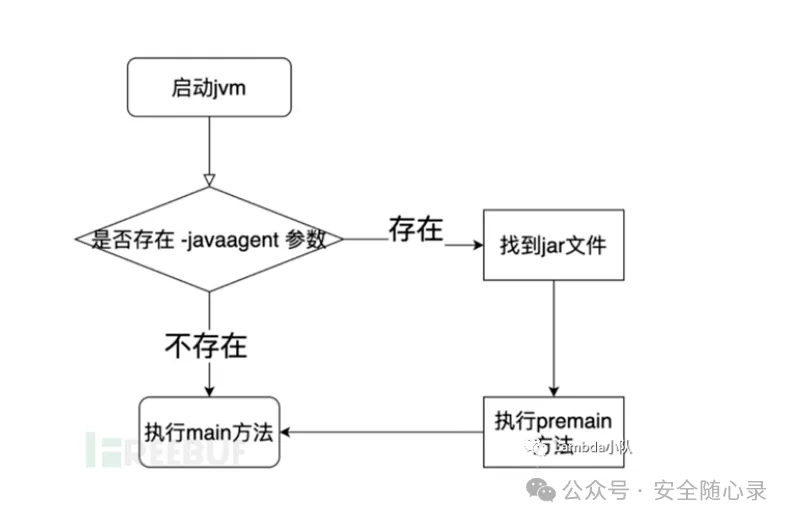 启动jvm
是否存在 -javaagent 参数
存在
找到jar文件
不存在
执行main方法
执行premain
方法
lambda小队
REEBUF
公众号 · 安全随心录